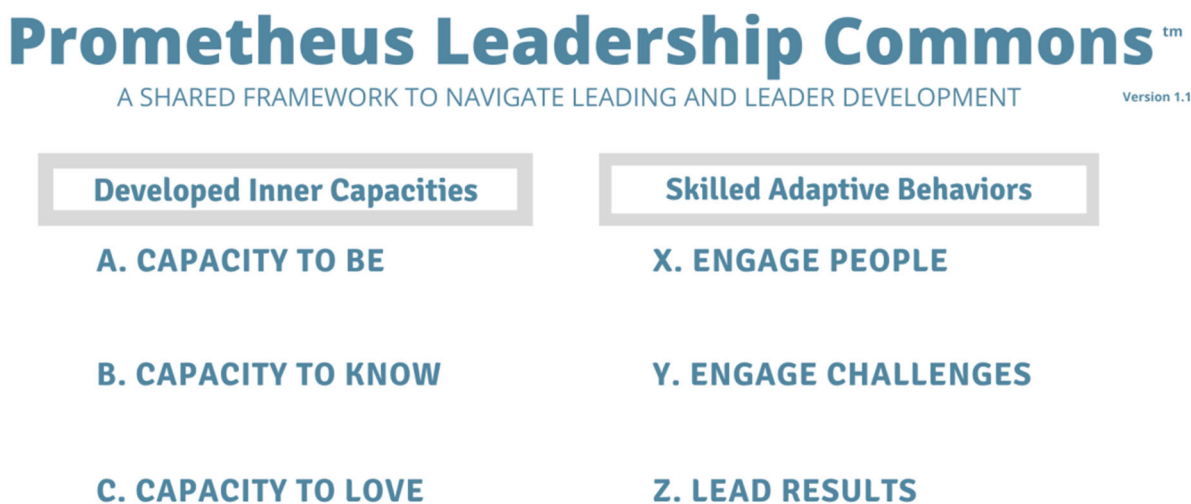 Prometheus Leadership Commons tm
A SHARED FRAMEWORK TO NAVIGATE LEADING AND LEADER DEVELOPMENT
Version 1.1
Developed Inner Capacities
A. CAPACITY TO BE
B. CAPACITY TO KNOW
C. CAPACITY TO LOVE
Skilled Adaptive Behaviors
X. ENGAGE PEOPLE
Y. ENGAGE CHALLENGES
Z. LEAD RESULTS